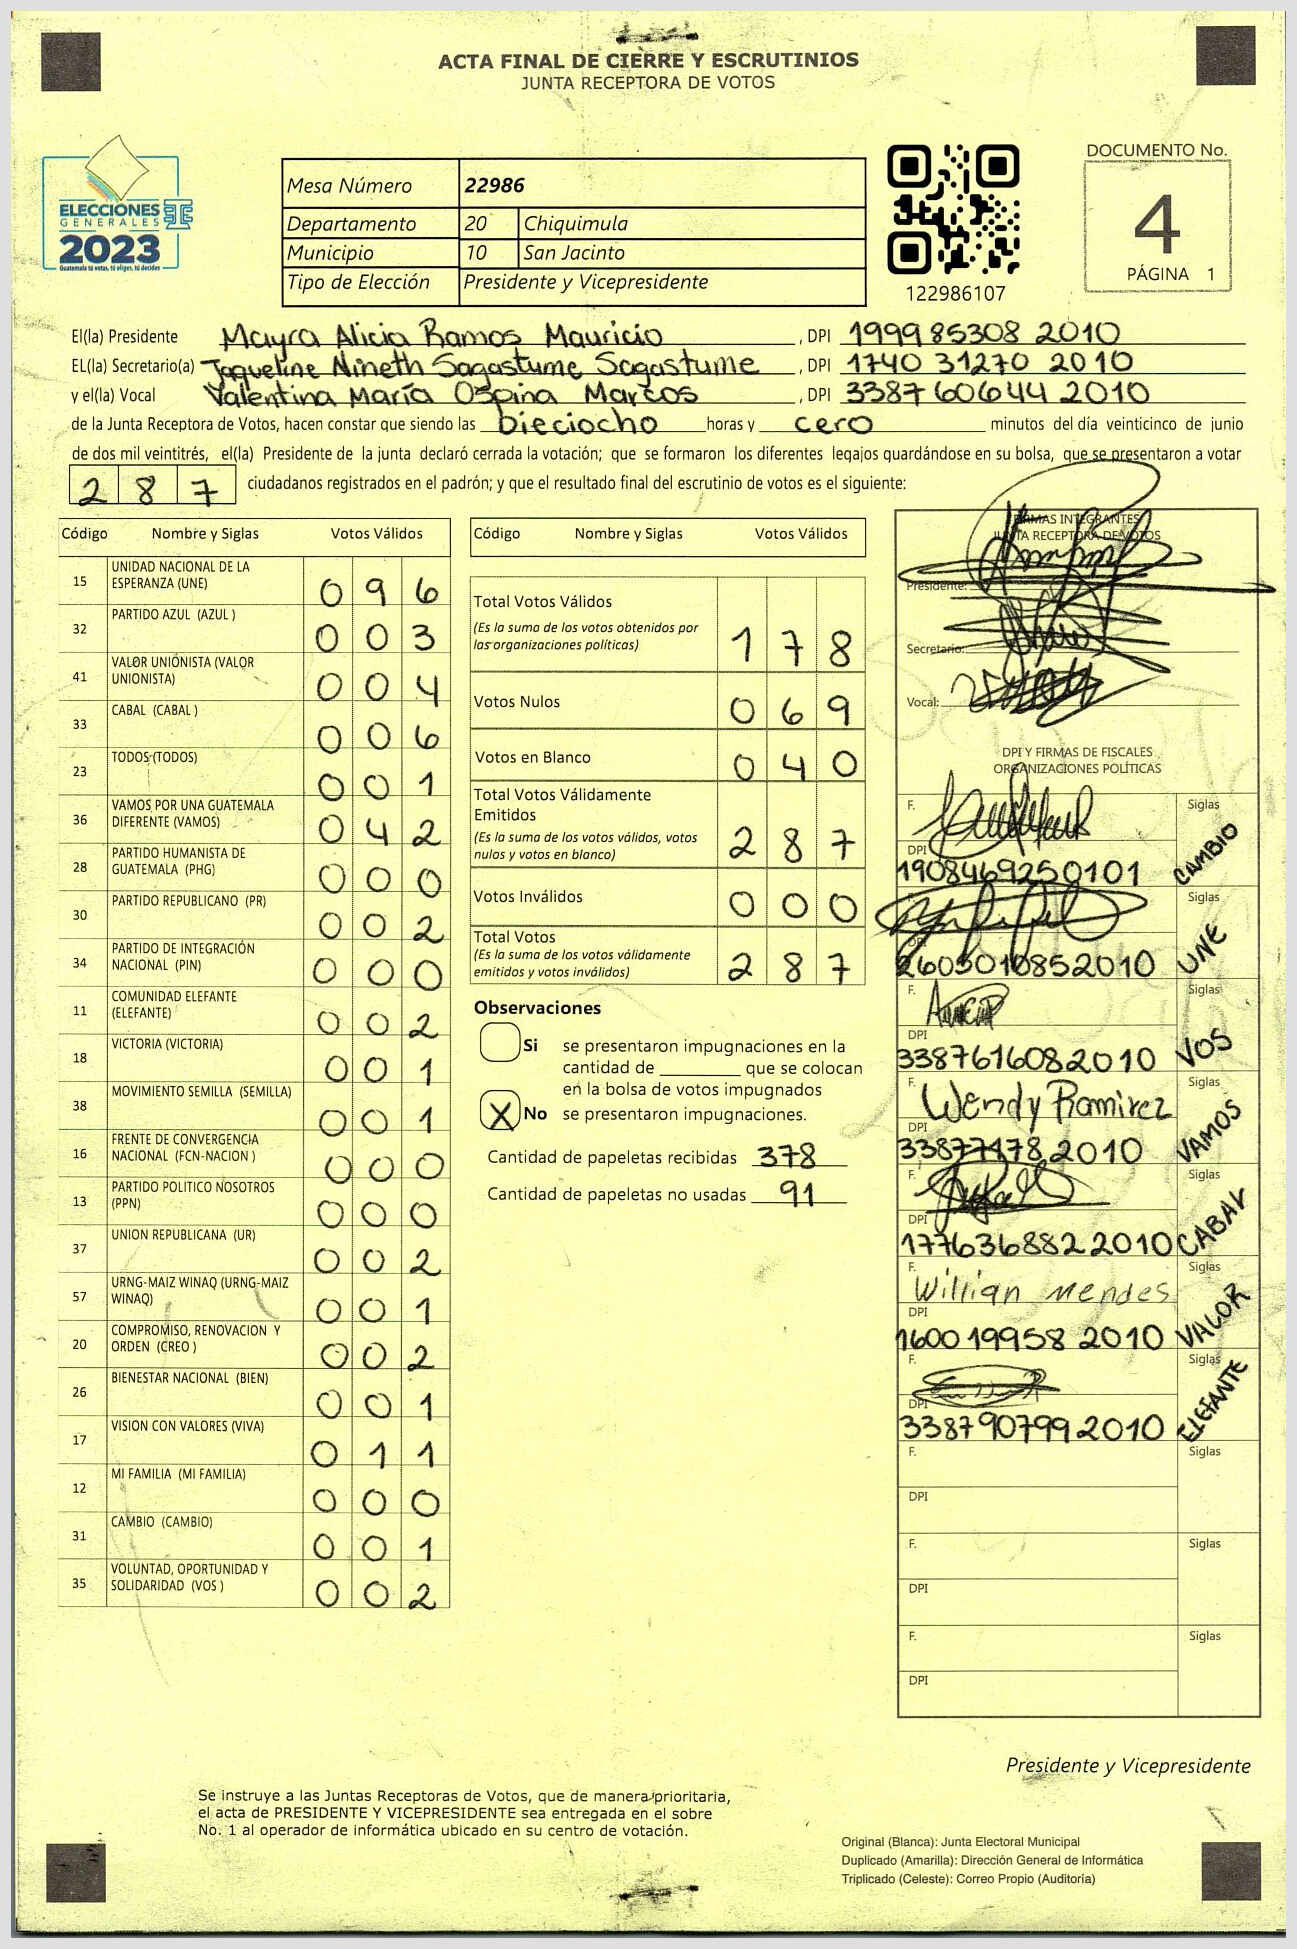 ACTA FINAL DE CIERRE Y ESCRUTINIOS
JUNTA RECEPTORA DE VOTOS
ELECCIONES
GENERALES
2023
Guatemala tú votas, tú eliges, tú decides
Mesa Número 22986
Departamento 20 Chiquimula
Municipio 10 San Jacinto
Tipo de Elección Presidente y Vicepresidente
122986107
DOCUMENTO No.
4
PÁGINA 1
El(la) Presidente Mayra Alicia Ramos Mauricio , DPI 1999 85308 2010
EL(la) Secretario(a) Jaqueline Nineth Sagastume Sagastume , DPI 1740 31270 2010
y el(la) Vocal Valentina María Ospina Marcos , DPI 3387 60644 2010
de la Junta Receptora de Votos, hacen constar que siendo las Dieciocho horas y cero minutos del día veinticinco de junio
de dos mil veintitrés, el(la) Presidente de la junta declaró cerrada la votación; que se formaron los diferentes legajos guardándose en su bolsa, que se presentaron a votar
2 8 7 ciudadanos registrados en el padrón; y que el resultado final del escrutinio de votos es el siguiente:
Código Nombre y Siglas Votos Válidos
15 UNIDAD NACIONAL DE LA ESPERANZA (UNE) 0 9 6
32 PARTIDO AZUL (AZUL ) 0 0 3
41 VALOR UNIONISTA (VALOR UNIONISTA) 0 0 4
33 CABAL (CABAL ) 0 0 6
23 TODOS (TODOS) 0 0 1
36 VAMOS POR UNA GUATEMALA DIFERENTE (VAMOS) 0 4 2
28 PARTIDO HUMANISTA DE GUATEMALA (PHG) 0 0 0
30 PARTIDO REPUBLICANO (PR) 0 0 2
34 PARTIDO DE INTEGRACIÓN NACIONAL (PIN) 0 0 0
11 COMUNIDAD ELEFANTE (ELEFANTE) 0 0 2
18 VICTORIA (VICTORIA) 0 0 1
38 MOVIMIENTO SEMILLA (SEMILLA) 0 0 1
16 FRENTE DE CONVERGENCIA NACIONAL (FCN-NACION ) 0 0 0
13 PARTIDO POLITICO NOSOTROS (PPN) 0 0 0
37 UNION REPUBLICANA (UR) 0 0 2
57 URNG-MAIZ WINAQ (URNG-MAIZ WINAQ) 0 0 1
20 COMPROMISO, RENOVACION Y ORDEN (CREO ) 0 0 2
26 BIENESTAR NACIONAL (BIEN) 0 0 1
17 VISION CON VALORES (VIVA) 0 1 1
12 MI FAMILIA (MI FAMILIA) 0 0 0
31 CAMBIO (CAMBIO) 0 0 1
35 VOLUNTAD, OPORTUNIDAD Y SOLIDARIDAD (VOS ) 0 0 2
Código Nombre y Siglas Votos Válidos
Total Votos Válidos
(Es la suma de los votos obtenidos por
las organizaciones políticas) 1 7 8
Votos Nulos 0 6 9
Votos en Blanco 0 4 0
Total Votos Válidamente
Emitidos
(Es la suma de los votos válidos, votos
nulos y votos en blanco) 2 8 7
Votos Inválidos 0 0 0
Total Votos
(Es la suma de los votos válidamente
emitidos y votos inválidos) 2 8 7
Observaciones
Si se presentaron impugnaciones en la
cantidad de ________ que se colocan
en la bolsa de votos impugnados
X No se presentaron impugnaciones.
Cantidad de papeletas recibidas 378
Cantidad de papeletas no usadas 91
FIRMAS INTEGRANTES
JUNTA RECEPTORA DE VOTOS
Presidente:
Secretario:
Vocal:
DPI Y FIRMAS DE FISCALES
ORGANIZACIONES POLÍTICAS
F. Siglas
DPI
1908469250101 CAMBIO
Siglas
DPI
2605010852010 UNE
F. Siglas
DPI
3387616082010 VOS
F. Wendy Ramirez Siglas
DPI
33877178 2010 VAMOS
F. Siglas
DPI
177636882 2010 CABAL
F. Willian Mendes Siglas
DPI
1600 19958 2010 VALOR
F. Siglas
DPI
3387 90799 2010 ELEFANTE
F. Siglas
DPI
F. Siglas
DPI
F. Siglas
DPI
Presidente y Vicepresidente
Se instruye a las Juntas Receptoras de Votos, que de manera prioritaria,
el acta de PRESIDENTE Y VICEPRESIDENTE sea entregada en el sobre
No. 1 al operador de informática ubicado en su centro de votación.
Original (Blanca): Junta Electoral Municipal
Duplicado (Amarilla): Dirección General de Informática
Triplicado (Celeste): Correo Propio (Auditoría)